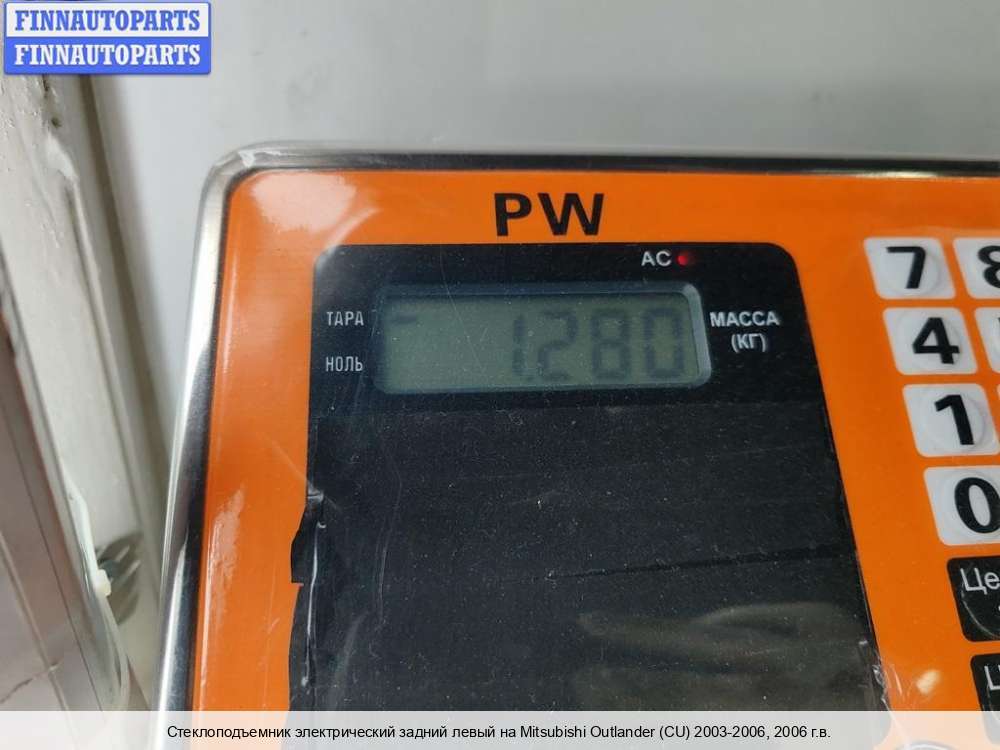 FINNAUTOPARTS
FINNAUTOPARTS
PW
AC
ТАРА
1.280
МАССА
(КГ)
НОЛЬ
7 8
4
1
0
Стеклоподъемник электрический задний левый на Mitsubishi Outlander (CU) 2003-2006, 2006 г.в.